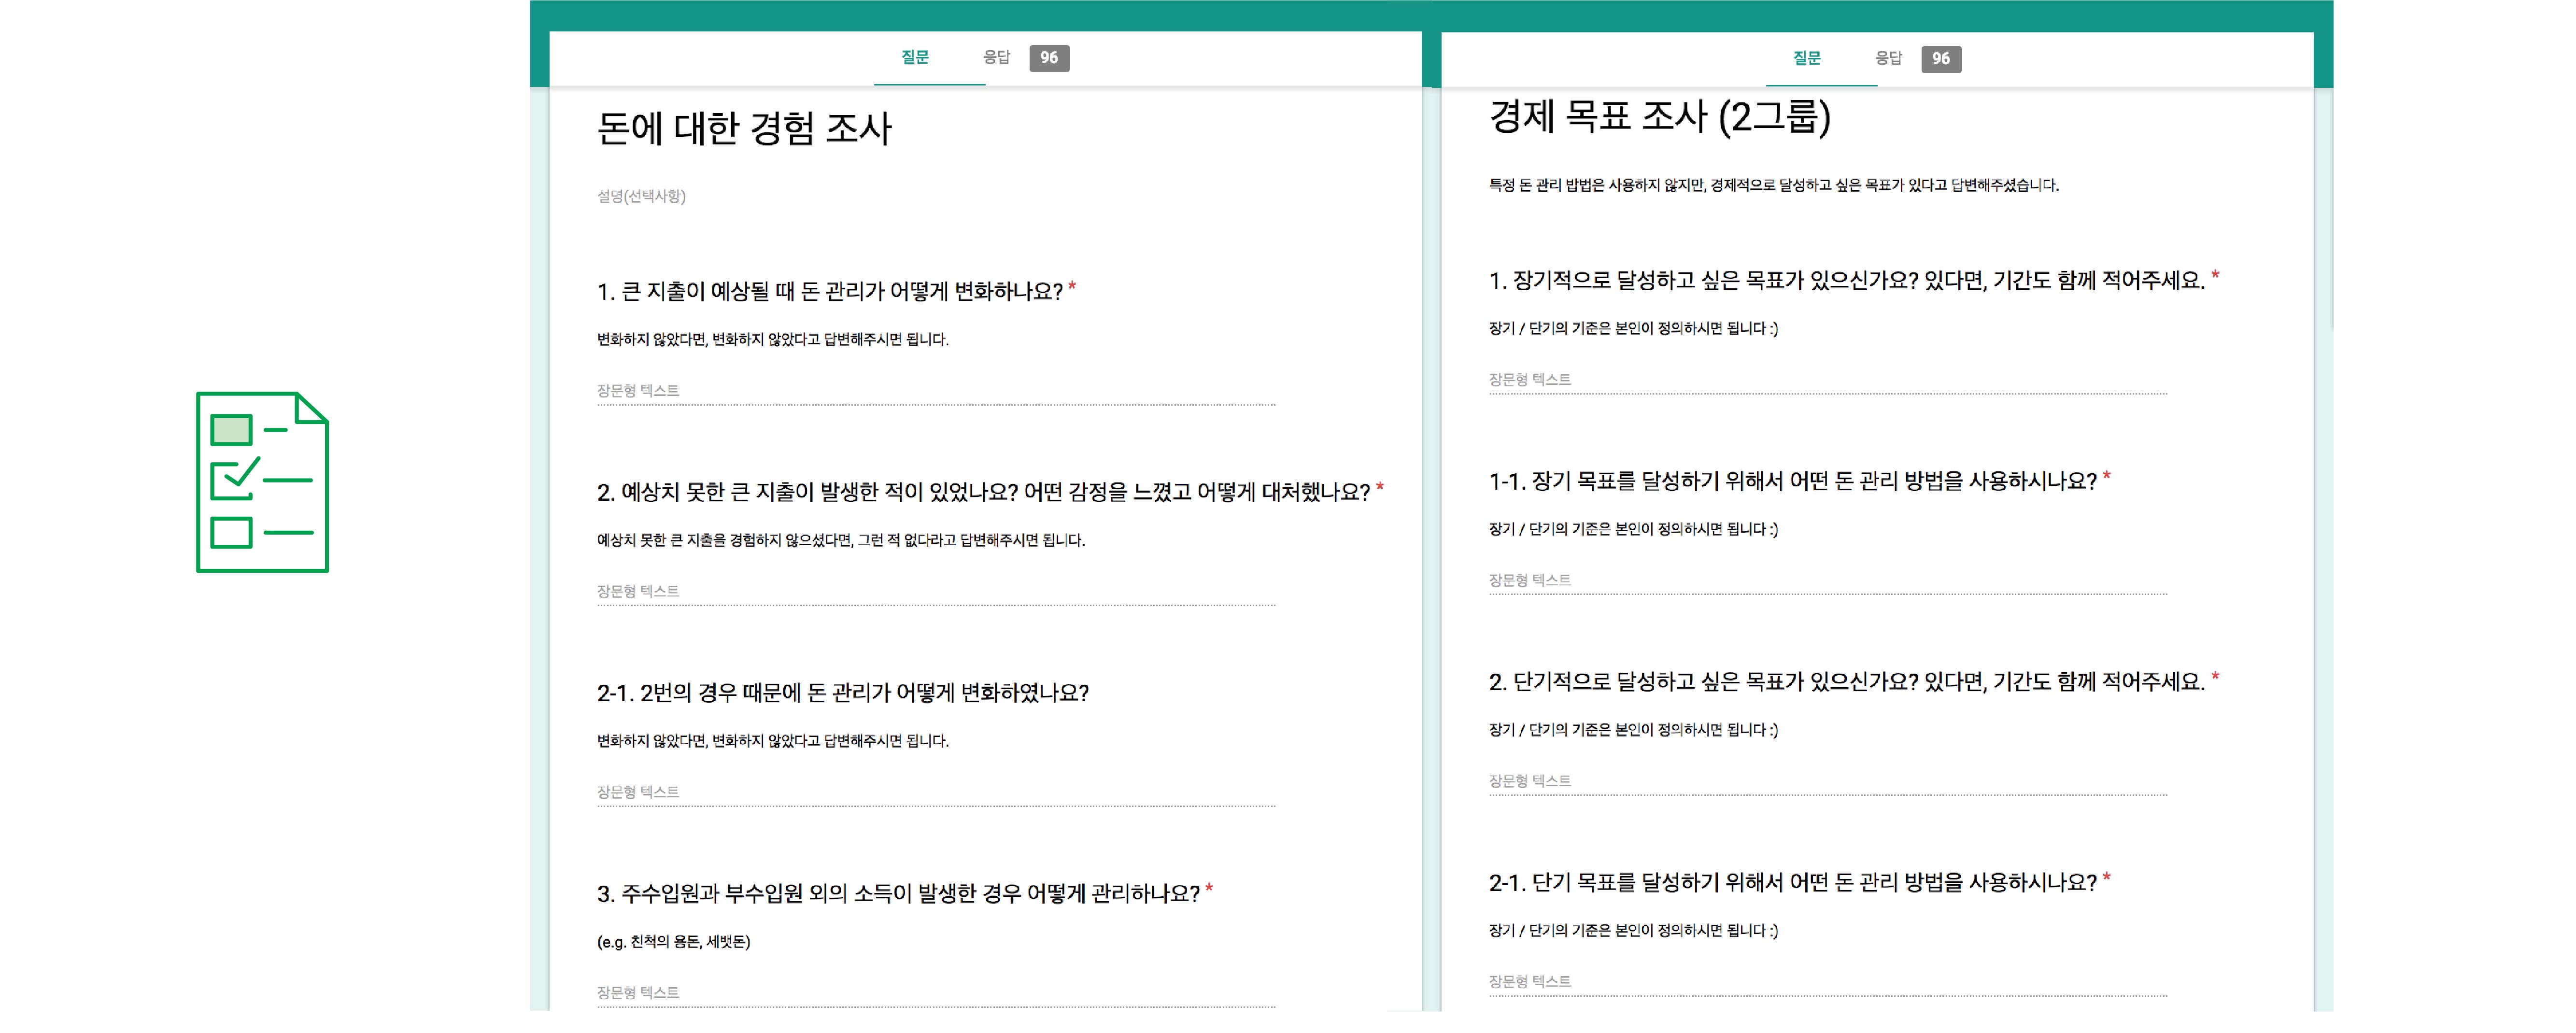 질문 응답 96
돈에 대한 경험 조사
설명(선택사항)
1. 큰 지출이 예상될 때 돈 관리가 어떻게 변화하나요? *
변화하지 않았다면, 변화하지 않았다고 답변해주시면 됩니다.
장문형 텍스트
2. 예상치 못한 큰 지출이 발생한 적이 있었나요? 어떤 감정을 느꼈고 어떻게 대처했나요? *
예상치 못한 큰 지출을 경험하지 않으셨다면, 그런 적 없다라고 답변해주시면 됩니다.
장문형 텍스트
2-1. 2번의 경우 때문에 돈 관리가 어떻게 변화하였나요?
변화하지 않았다면, 변화하지 않았다고 답변해주시면 됩니다.
장문형 텍스트
3. 주수입원과 부수입원 외의 소득이 발생한 경우 어떻게 관리하나요? *
(e.g. 친척의 용돈, 세뱃돈)
장문형 텍스트
질문 응답 96
경제 목표 조사 (2그룹)
특정 돈 관리 밥법은 사용하지 않지만, 경제적으로 달성하고 싶은 목표가 있다고 답변해주셨습니다.
1. 장기적으로 달성하고 싶은 목표가 있으신가요? 있다면, 기간도 함께 적어주세요. *
장기 / 단기의 기준은 본인이 정의하시면 됩니다 :)
장문형 텍스트
1-1. 장기 목표를 달성하기 위해서 어떤 돈 관리 방법을 사용하시나요? *
장기 / 단기의 기준은 본인이 정의하시면 됩니다 :)
장문형 텍스트
2. 단기적으로 달성하고 싶은 목표가 있으신가요? 있다면, 기간도 함께 적어주세요. *
장기 / 단기의 기준은 본인이 정의하시면 됩니다 :)
장문형 텍스트
2-1. 단기 목표를 달성하기 위해서 어떤 돈 관리 방법을 사용하시나요? *
장기 / 단기의 기준은 본인이 정의하시면 됩니다 :)
장문형 텍스트